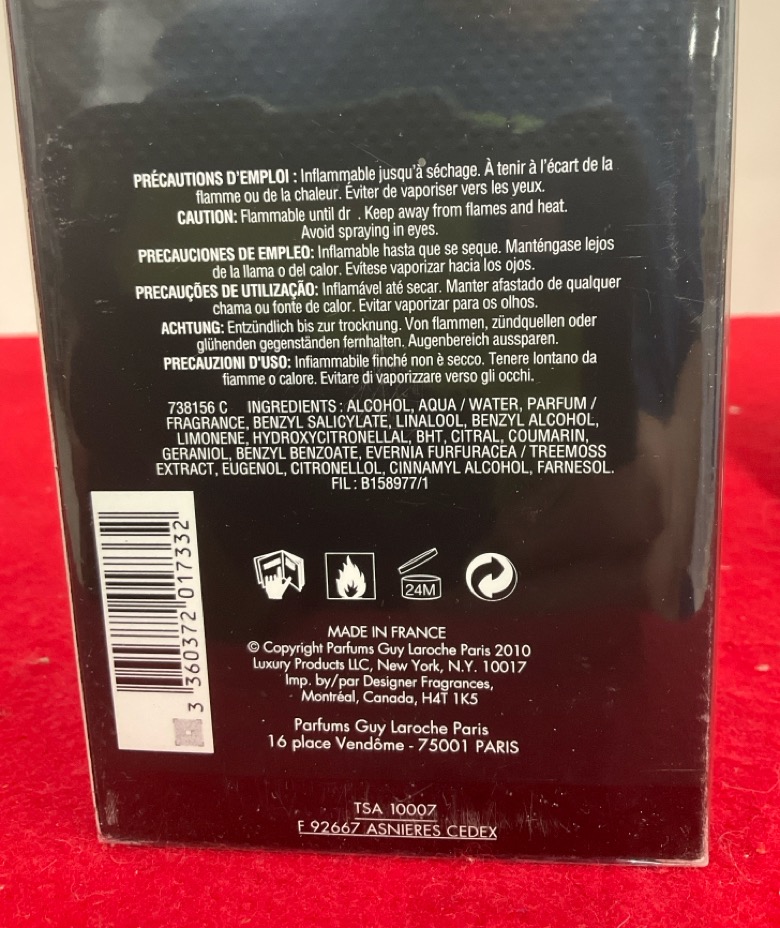 PRÉCAUTIONS D'EMPLOI : Inflammable jusqu'à séchage. À tenir à l'écart de la
flamme ou de la chaleur. Éviter de vaporiser vers les yeux.
CAUTION: Flammable until dr . Keep away from flames and heat.
Avoid spraying in eyes.
PRECAUCIONES DE EMPLEO: Inflamable hasta que se seque. Manténgase lejos
de la llama o del calor. Evítese vaporizar hacia los ojos.
PRECAUÇÕES DE UTILIZAÇÃO: Inflamável até secar. Manter afastado de qualquer
chama ou fonte de calor. Evitar vaporizar para os olhos.
ACHTUNG: Entzündlich bis zur trocknung. Von flammen, zündquellen oder
glühenden gegenständen fernhalten. Augenbereich aussparen.
PRECAUZIONI D'USO: Infiammabile finché non è secco. Tenere lontano da
fiamme o calore. Evitare di vaporizzare verso gli occhi.
738156 C INGREDIENTS : ALCOHOL, AQUA / WATER, PARFUM /
FRAGRANCE, BENZYL SALICYLATE, LINALOOL, BENZYL ALCOHOL,
LIMONENE, HYDROXYCITRONELLAL, BHT, CITRAL, COUMARIN,
GERANIOL, BENZYL BENZOATE, EVERNIA FURFURACEA / TREEMOSS
EXTRACT, EUGENOL, CITRONELLOL, CINNAMYL ALCOHOL, FARNESOL.
FIL : B158977/1
3 360372 017332
24M
MADE IN FRANCE
© Copyright Parfums Guy Laroche Paris 2010
Luxury Products LLC, New York, N.Y. 10017
Imp. by/par Designer Fragrances,
Montréal, Canada, H4T 1K5
Parfums Guy Laroche Paris
16 place Vendôme - 75001 PARIS
TSA 10007
F 92667 ASNIERES CEDEX